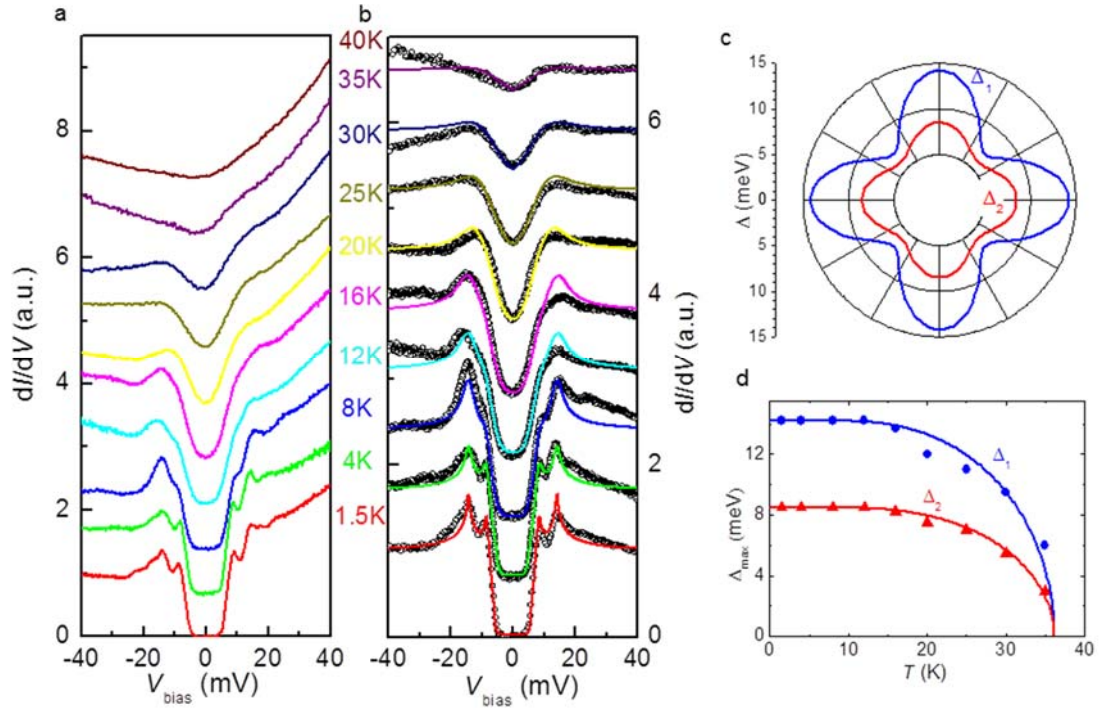 a
b
c
d
40K
35K
30K
25K
20K
16K
12K
8K
4K
1.5K
dI/dV (a.u.)
8
6
4
2
0
-40 -20 0 20 40
V_bias (mV)
dI/dV (a.u.)
6
4
2
0
-40 -20 0 20 40
V_bias (mV)
Δ (meV)
15
10
5
0
5
10
15
Δ₁
Δ₂
Δ_max (meV)
12
8
4
0
0 10 20 30 40
T (K)
Δ₁
Δ₂